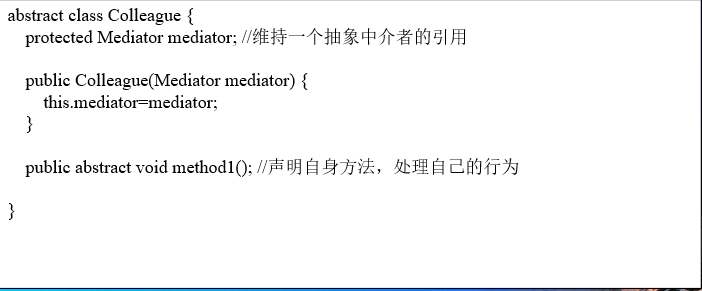 abstract class Colleague {
protected Mediator mediator; //维持一个抽象中介者的引用
public Colleague(Mediator mediator) {
this.mediator=mediator;
}
public abstract void method1(); //声明自身方法，处理自己的行为
}